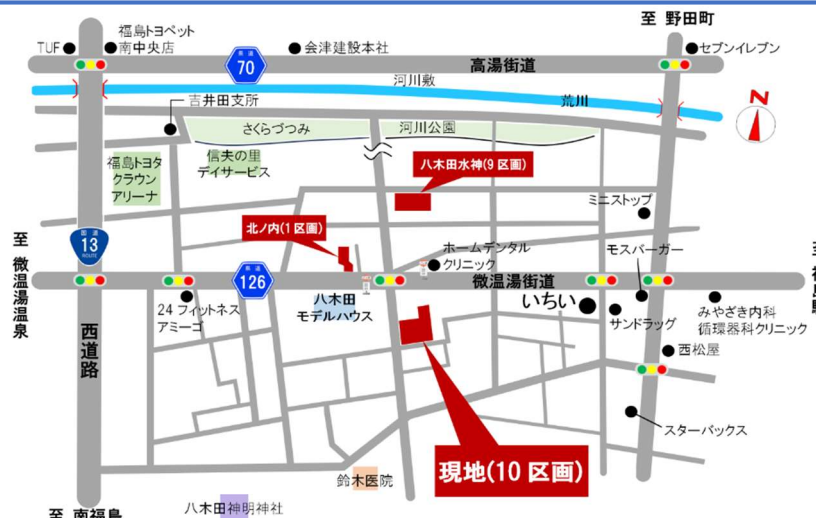 至 野田町
福島トヨペット
南中央店
TUF
会津建設本社
セブンイレブン
県道
70
高湯街道
河川敷
荒川
N
吉井田支所
さくらづつみ
河川公園
福島トヨタ
クラウン
アリーナ
信夫の里
デイサービス
八木田水神(9区画)
ミニストップ
北ノ内(1区画)
国道
13
ROUTE
ホームデンタル
クリニック
モスバーガー
至 微温湯温泉
県道
126
微温湯街道
24フィットネス
アミーゴ
八木田
モデルハウス
いちい
サンドラッグ
みやざき内科
循環器科クリニック
西道路
西松屋
スターバックス
現地(10区画)
鈴木医院
八木田神明神社
至 南福島